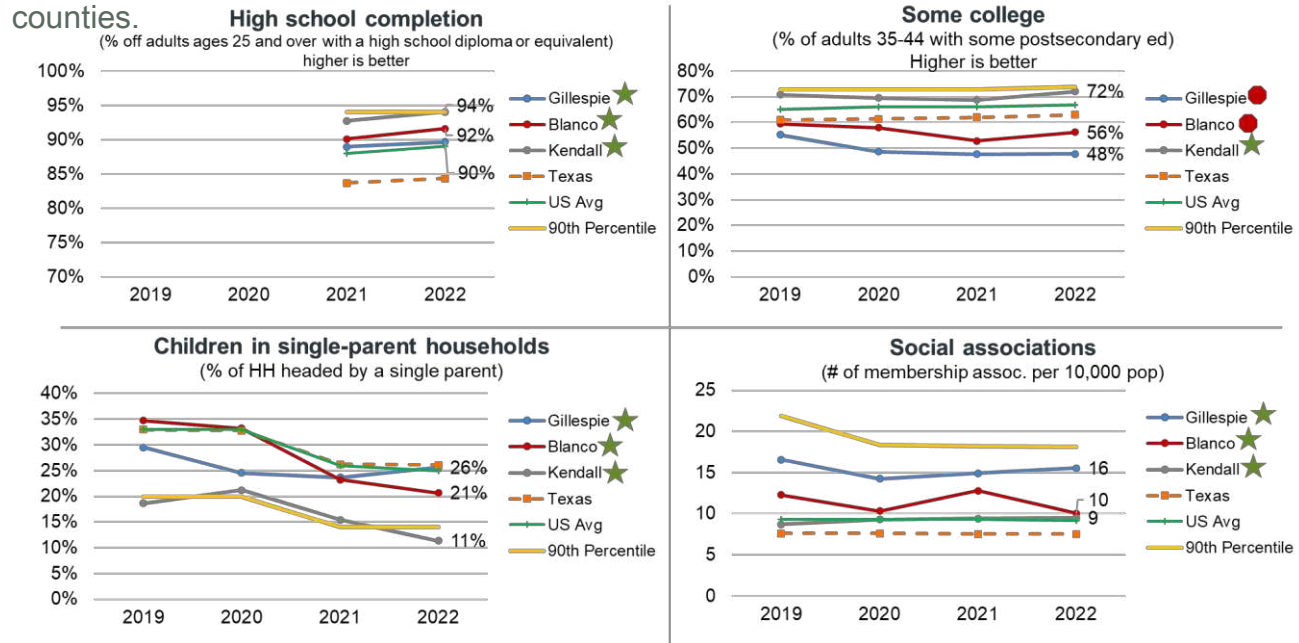 counties.
High school completion
(% off adults ages 25 and over with a high school diploma or equivalent)
higher is better
100%
95%
90%
85%
80%
75%
70%
94%
92%
90%
2019 2020 2021 2022
Gillespie
Blanco
Kendall
Texas
US Avg
90th Percentile
Some college
(% of adults 35-44 with some postsecondary ed)
Higher is better
80%
70%
60%
50%
40%
30%
20%
10%
0%
72%
56%
48%
2019 2020 2021 2022
Gillespie
Blanco
Kendall
Texas
US Avg
90th Percentile
Children in single-parent households
(% of HH headed by a single parent)
40%
35%
30%
25%
20%
15%
10%
5%
0%
26%
21%
11%
2019 2020 2021 2022
Gillespie
Blanco
Kendall
Texas
US Avg
90th Percentile
Social associations
(# of membership assoc. per 10,000 pop)
25
20
15
10
5
0
16
10
9
2019 2020 2021 2022
Gillespie
Blanco
Kendall
Texas
US Avg
90th Percentile